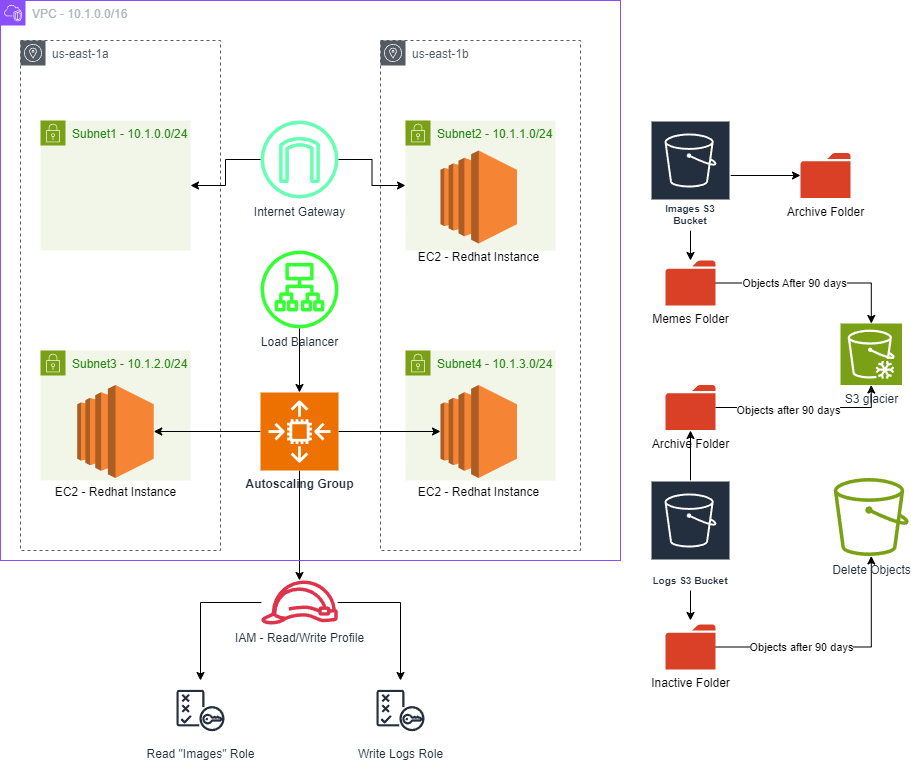 VPC - 10.1.0.0/16
us-east-1a
us-east-1b
Subnet1 - 10.1.0.0/24
Subnet2 - 10.1.1.0/24
Internet Gateway
EC2 - Redhat Instance
Load Balancer
Subnet3 - 10.1.2.0/24
Subnet4 - 10.1.3.0/24
EC2 - Redhat Instance
Autoscaling Group
EC2 - Redhat Instance
IAM - Read/Write Profile
Read "Images" Role
Write Logs Role
Images S3
Bucket
Archive Folder
Memes Folder
Objects After 90 days
S3 glacier
Archive Folder
Objects after 90 days
Logs S3 Bucket
Delete Objects
Inactive Folder
Objects after 90 days